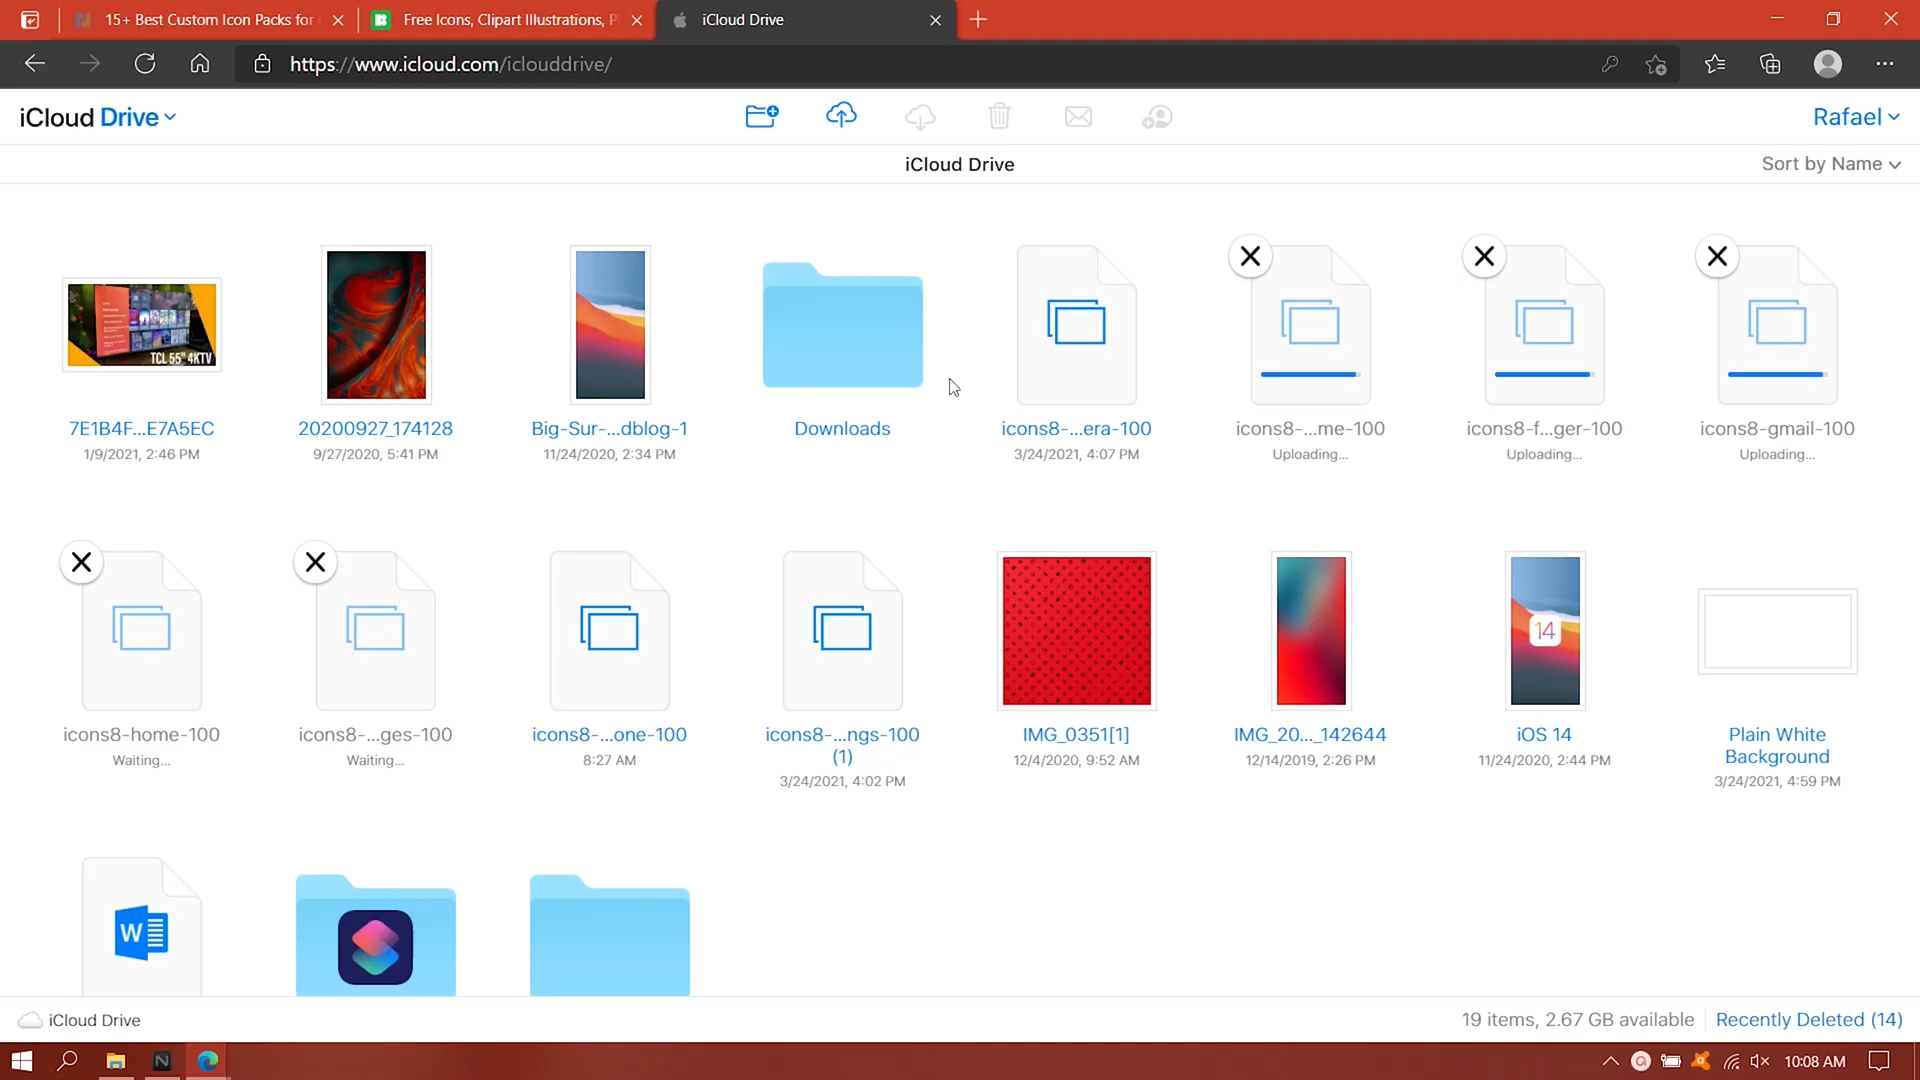 15+ Best Custom Icon Packs for
Free Icons, Clipart Illustrations, P
iCloud Drive
https://www.icloud.com/iclouddrive/
iCloud Drive
Rafael
iCloud Drive
Sort by Name
TCL 55" 4KTV
7E1B4F...E7A5EC
1/9/2021, 2:46 PM
20200927_174128
9/27/2020, 5:41 PM
Big-Sur-...dblog-1
11/24/2020, 2:34 PM
Downloads
icons8-...era-100
3/24/2021, 4:07 PM
icons8-...me-100
Uploading...
icons8-f...ger-100
Uploading...
icons8-gmail-100
Uploading...
icons8-home-100
Waiting...
icons8-...ges-100
Waiting...
icons8-...one-100
8:27 AM
icons8-...ngs-100
(1)
3/24/2021, 4:02 PM
IMG_0351[1]
12/4/2020, 9:52 AM
IMG_20..._142644
12/14/2019, 2:26 PM
14
iOS 14
11/24/2020, 2:44 PM
Plain White
Background
3/24/2021, 4:59 PM
W
iCloud Drive
19 items, 2.67 GB available
Recently Deleted (14)
10:08 AM